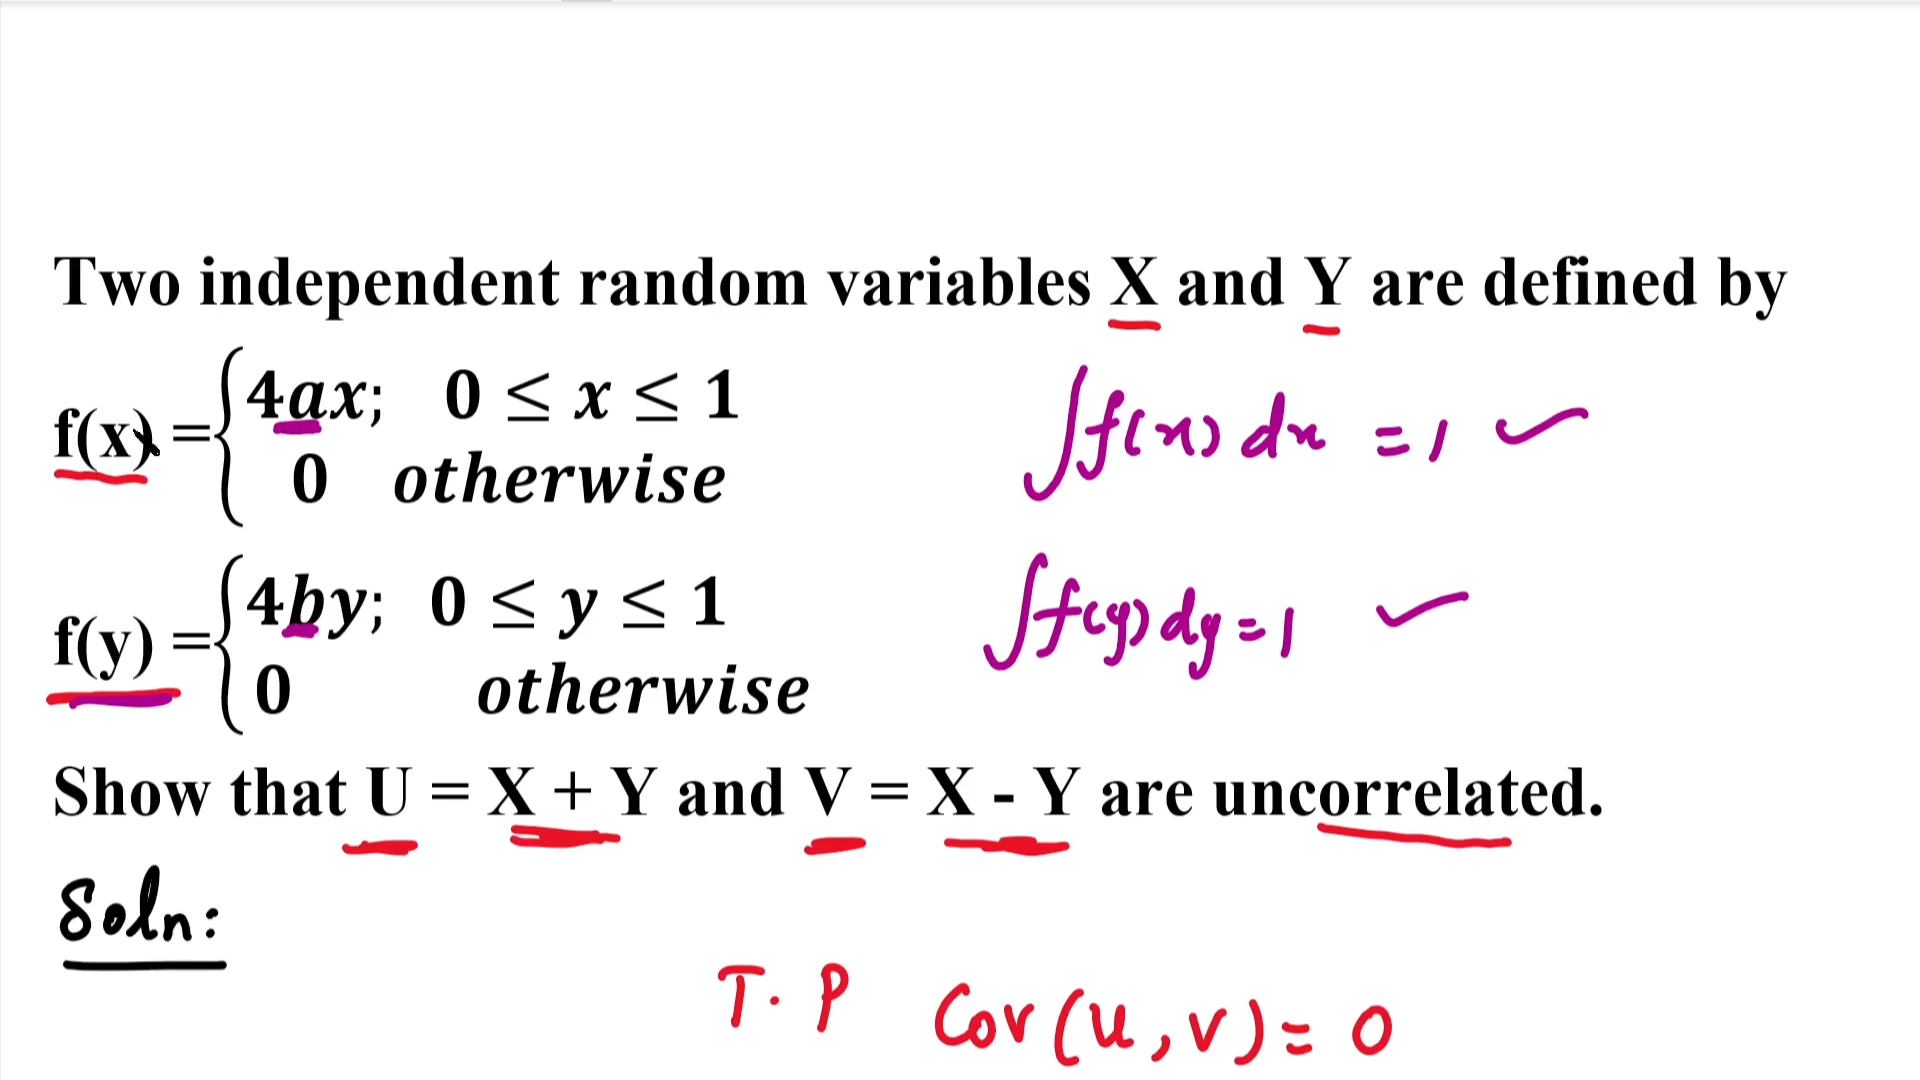 Two independent random variables X and Y are defined by
f(x) = { 4ax; 0 ≤ x ≤ 1
0 otherwise
∫f(x) dx = 1 ✓
f(y) = { 4by; 0 ≤ y ≤ 1
0 otherwise
∫f(y) dy = 1 ✓
Show that U = X + Y and V = X - Y are uncorrelated.
Soln:
T. P Cov (u, v) = 0